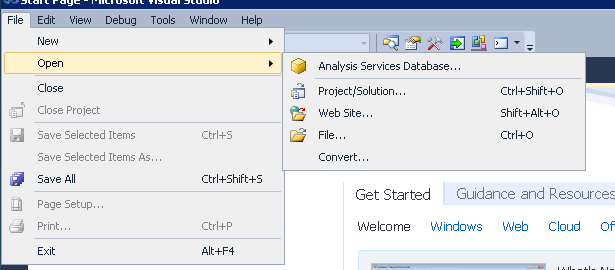 Start Page - Microsoft Visual Studio
File Edit View Debug Tools Window Help
New
Open
Close
Close Project
Save Selected Items Ctrl+S
Save Selected Items As...
Save All Ctrl+Shift+S
Page Setup...
Print... Ctrl+P
Exit Alt+F4
Analysis Services Database...
Project/Solution... Ctrl+Shift+O
Web Site... Shift+Alt+O
File... Ctrl+O
Convert...
Get Started Guidance and Resources
Welcome Windows Web Cloud Of
What's Ne